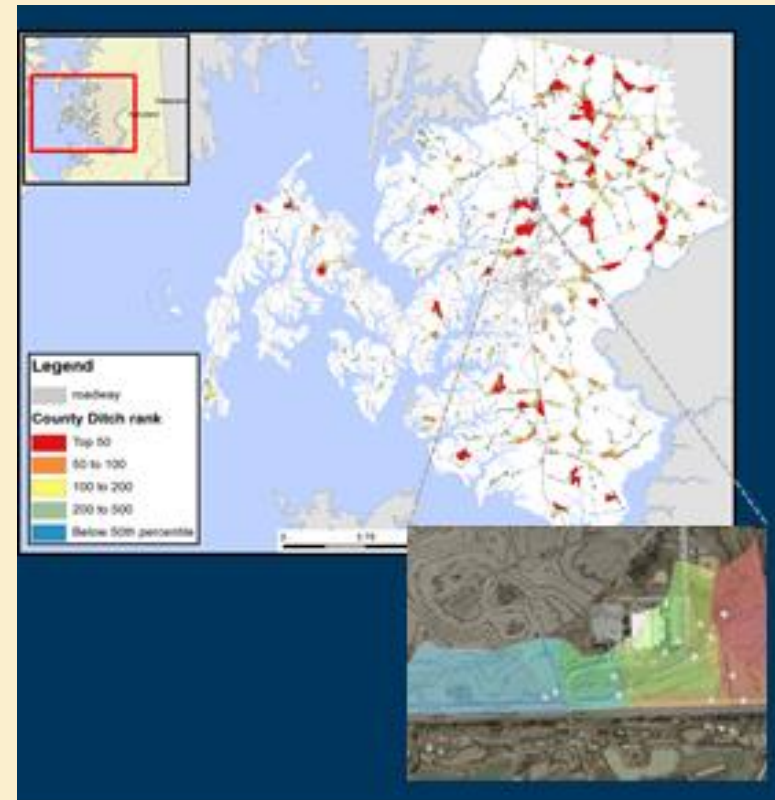 Legend
roadway
County Ditch rank
Top 50
50 to 100
100 to 200
200 to 500
Below 50th percentile
0